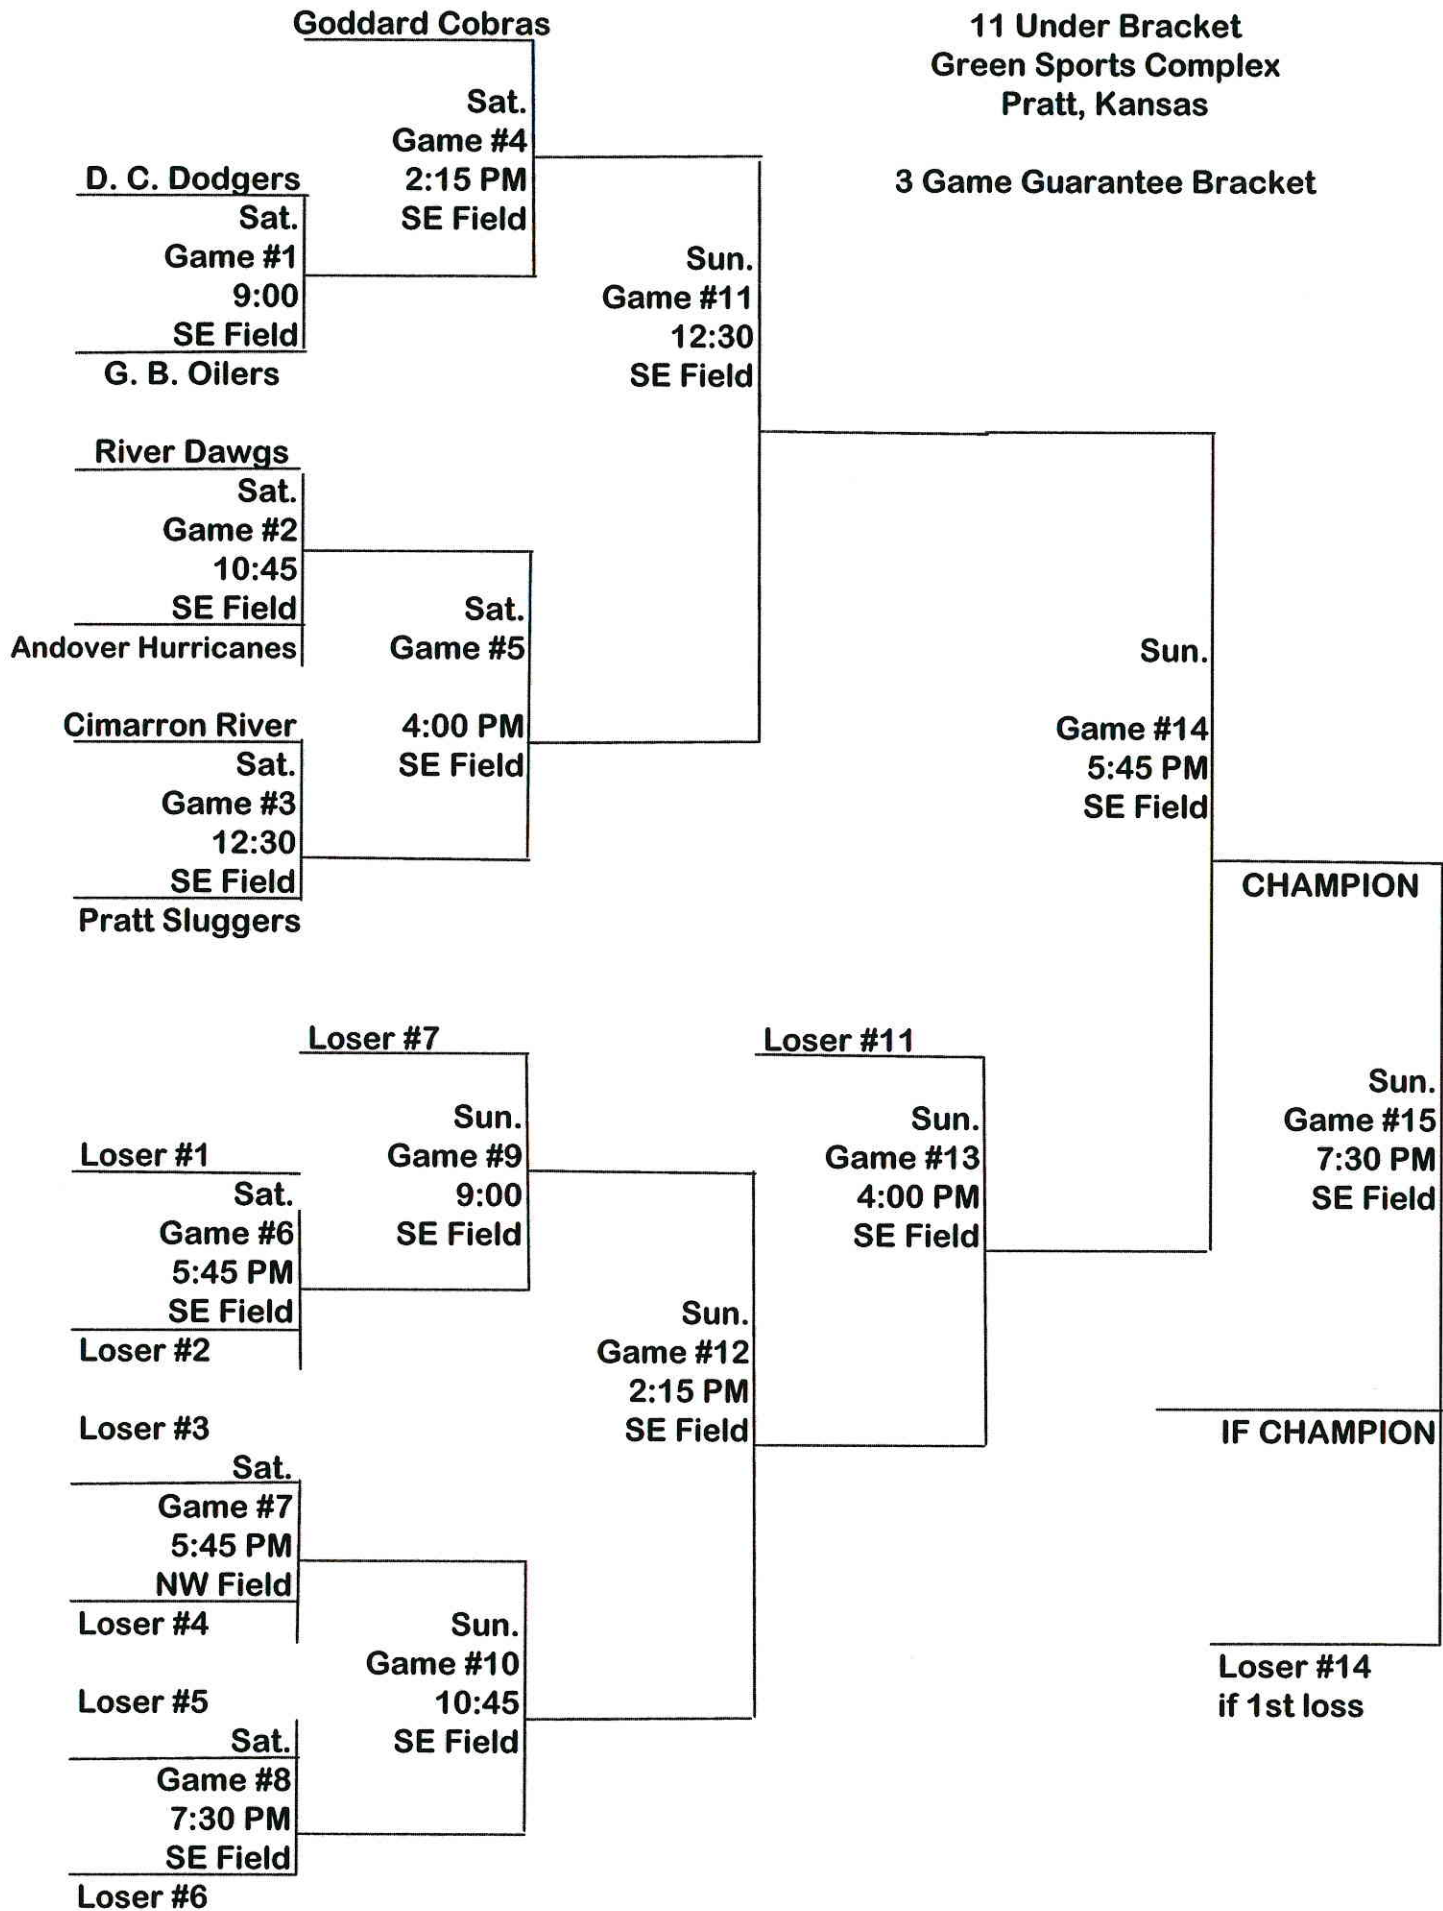 Goddard Cobras
11 Under Bracket
Green Sports Complex
Pratt, Kansas
3 Game Guarantee Bracket
Sat.
Game #4
2:15 PM
SE Field
D. C. Dodgers
Sat.
Game #1
9:00
SE Field
G. B. Oilers
Sun.
Game #11
12:30
SE Field
River Dawgs
Sat.
Game #2
10:45
SE Field
Andover Hurricanes
Sat.
Game #5
4:00 PM
SE Field
Cimarron River
Sat.
Game #3
12:30
SE Field
Pratt Sluggers
Sun.
Game #14
5:45 PM
SE Field
CHAMPION
Loser #7
Sun.
Game #9
9:00
SE Field
Loser #1
Sat.
Game #6
5:45 PM
SE Field
Loser #2
Loser #11
Sun.
Game #13
4:00 PM
SE Field
Sun.
Game #15
7:30 PM
SE Field
Sun.
Game #12
2:15 PM
SE Field
Loser #3
Sat.
Game #7
5:45 PM
NW Field
Loser #4
IF CHAMPION
Sun.
Game #10
10:45
SE Field
Loser #5
Sat.
Game #8
7:30 PM
SE Field
Loser #6
Loser #14
if 1st loss